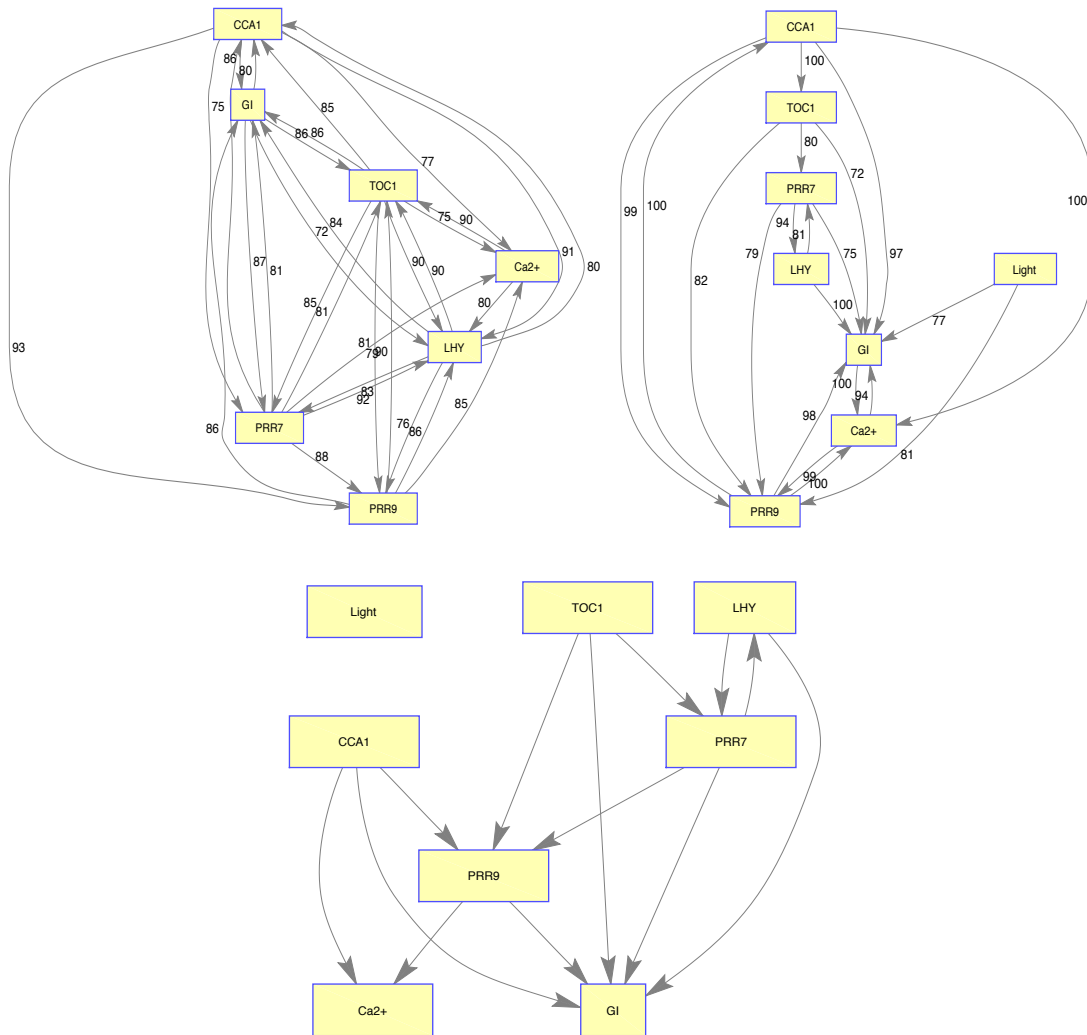 CCA1
86
80
75
GI
85
86
86
77
TOC1
75
90
84
72
91
80
90
90
Ca2+
87
81
80
85
81
81
79
90
LHY
93
83
92
76
86
85
PRR7
86
88
PRR9
CCA1
100
TOC1
80
72
PRR7
99
100
100
94
81
79
75
97
82
LHY
Light
100
77
GI
100
94
98
Ca2+
81
99
100
PRR9
Light
TOC1
LHY
CCA1
PRR7
PRR9
Ca2+
GI